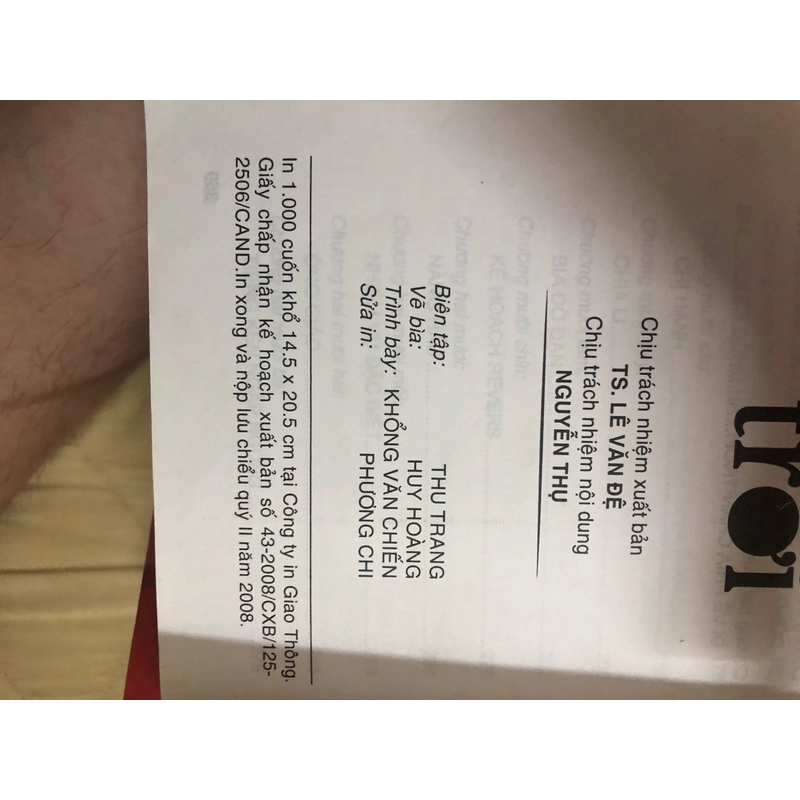 trời
Chịu trách nhiệm xuất bản
TS. LÊ VĂN ĐỆ
Chịu trách nhiệm nội dung
NGUYỄN THỤ
Biên tập: THU TRANG
Vẽ bìa: HUY HOÀNG
Trình bày: KHỔNG VĂN CHIẾN
Sửa in: PHƯƠNG CHI
In 1.000 cuốn khổ 14.5 x 20.5 cm tại Công ty in Giao Thông.
Giấy chấp nhận kế hoạch xuất bản số 43-2008/CXB/125-
2506/CAND.In xong và nộp lưu chiểu quý II năm 2008.